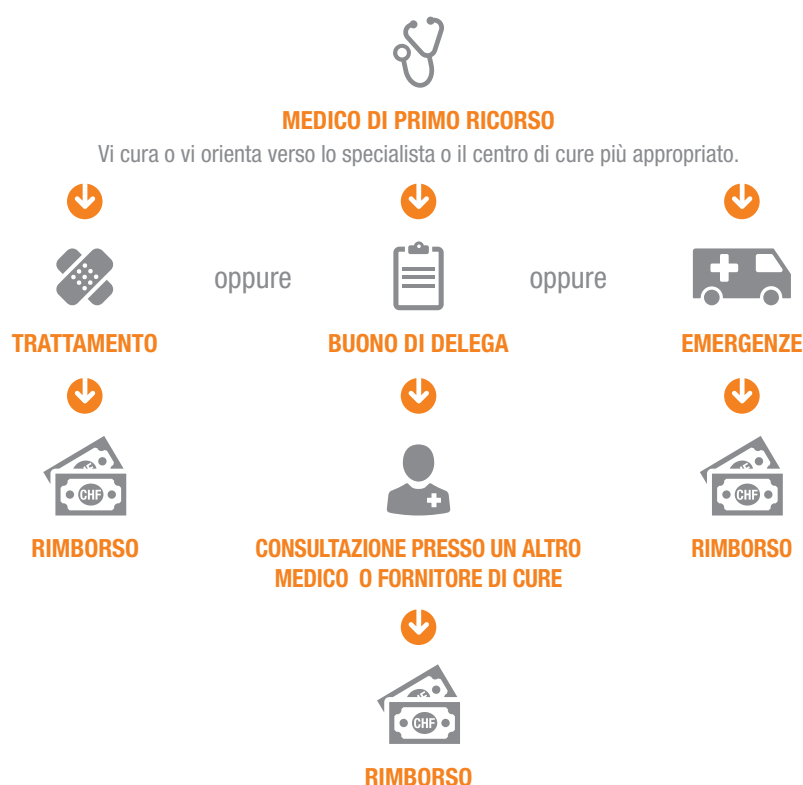 MEDICO DI PRIMO RICORSO
Vi cura o vi orienta verso lo specialista o il centro di cure più appropriato.
oppure
oppure
TRATTAMENTO
BUONO DI DELEGA
EMERGENZE
CHF
CHF
RIMBORSO
CONSULTAZIONE PRESSO UN ALTRO
MEDICO O FORNITORE DI CURE
RIMBORSO
CHF
RIMBORSO